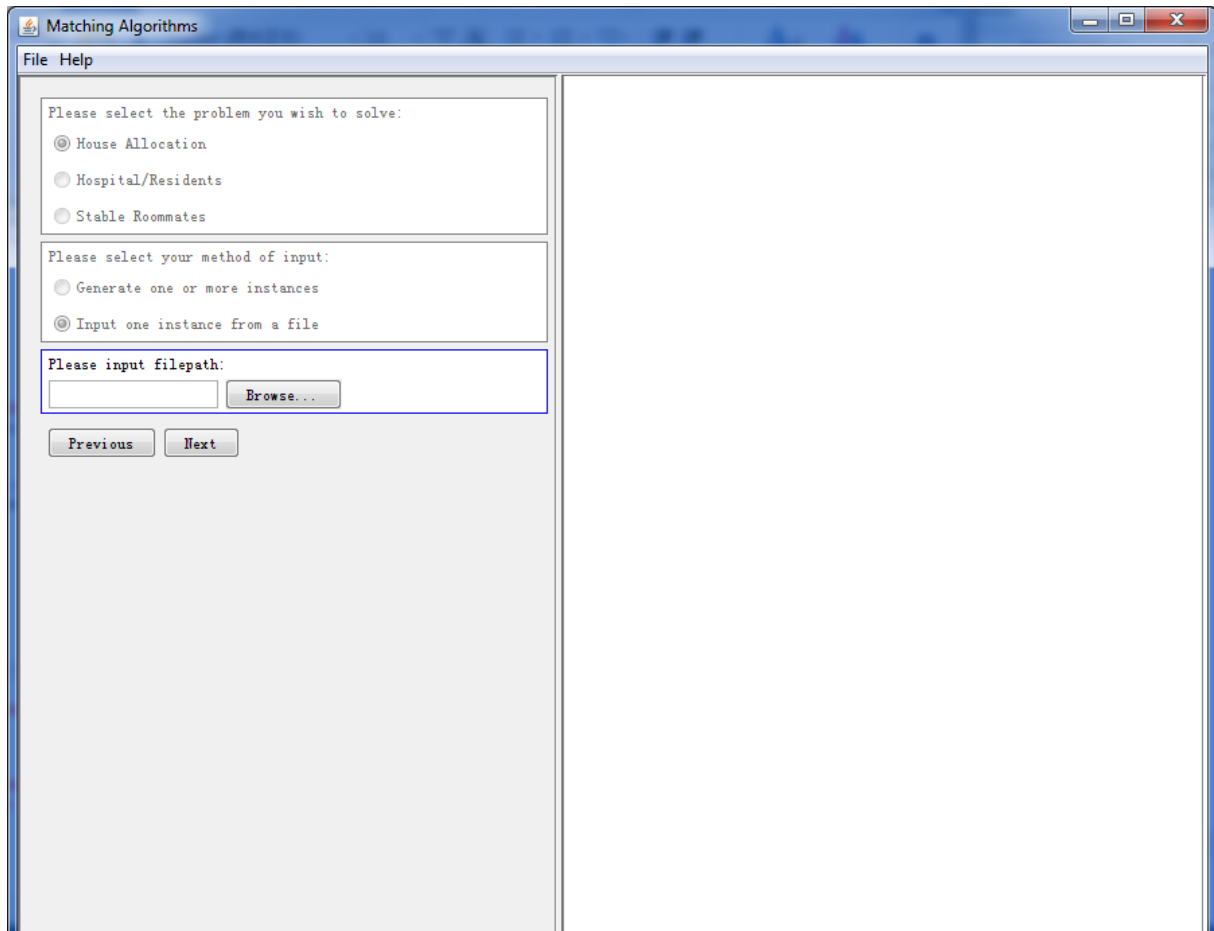 Matching Algorithms
File Help
Please select the problem you wish to solve:
House Allocation
Hospital/Residents
Stable Roommates
Please select your method of input:
Generate one or more instances
Input one instance from a file
Please input filepath:
Browse...
Previous Next